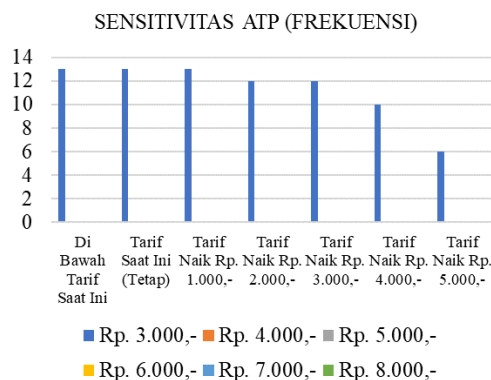 SENSITIVITAS ATP (FREKUENSI)
14
12
10
8
6
4
2
0
Di Bawah Tarif Saat Ini
Tarif Saat Ini (Tetap)
Tarif Naik Rp. 1.000,-
Tarif Naik Rp. 2.000,-
Tarif Naik Rp. 3.000,-
Tarif Naik Rp. 4.000,-
Tarif Naik Rp. 5.000,-
Rp. 3.000,- Rp. 4.000,- Rp. 5.000,-
Rp. 6.000,- Rp. 7.000,- Rp. 8.000,-